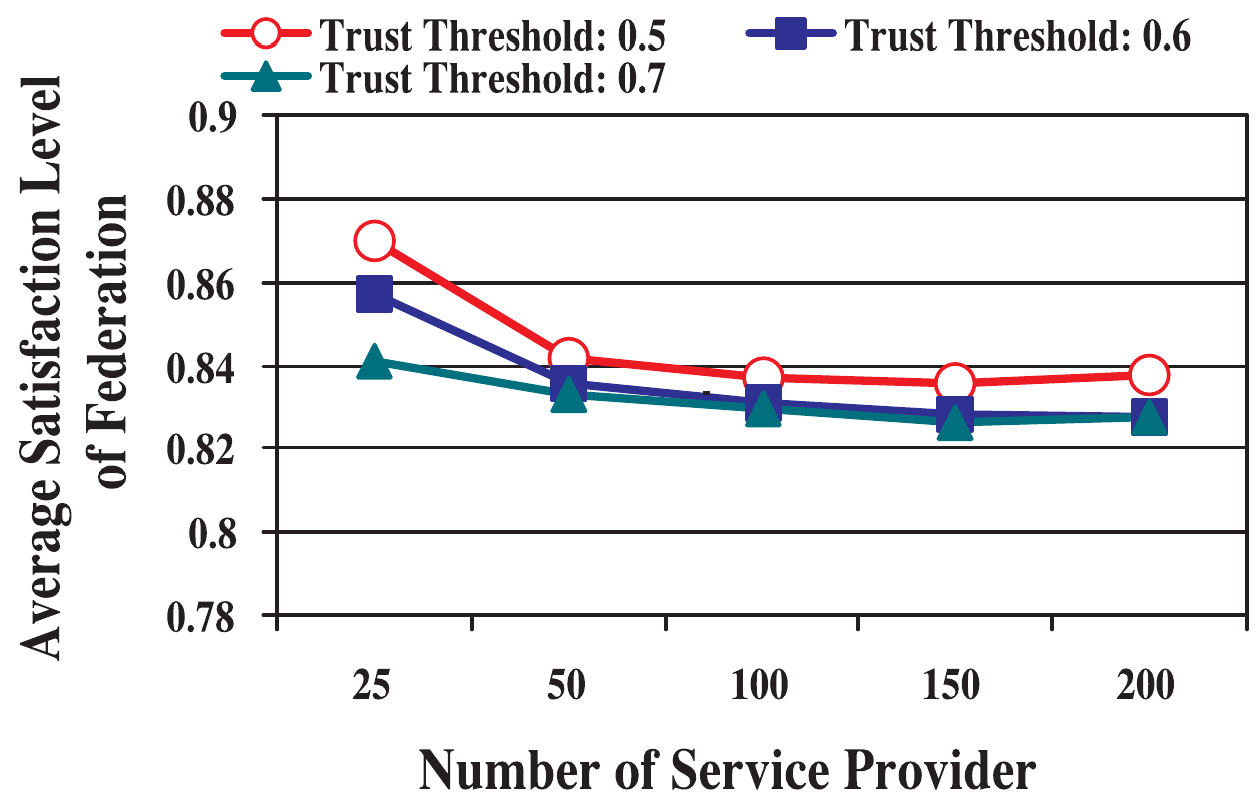 Trust Threshold: 0.5
Trust Threshold: 0.6
Trust Threshold: 0.7
Average Satisfaction Level
of Federation
0.9
0.88
0.86
0.84
0.82
0.8
0.78
25
50
100
150
200
Number of Service Provider